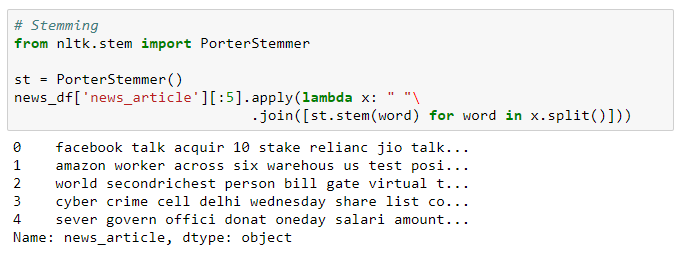 # Stemming
from nltk.stem import PorterStemmer
st = PorterStemmer()
news_df['news_article'][:5].apply(lambda x: " "\
.join([st.stem(word) for word in x.split()]))
0 facebook talk acquir 10 stake relianc jio talk...
1 amazon worker across six warehous us test posi...
2 world secondrichest person bill gate virtual t...
3 cyber crime cell delhi wednesday share list co...
4 sever govern offici donat oneday salari amount...
Name: news_article, dtype: object